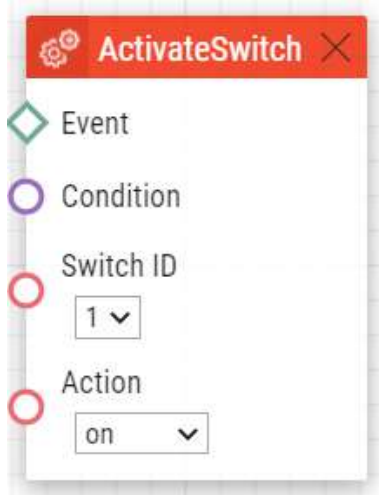 ActivateSwitch
Event
Condition
Switch ID
1
Action
on